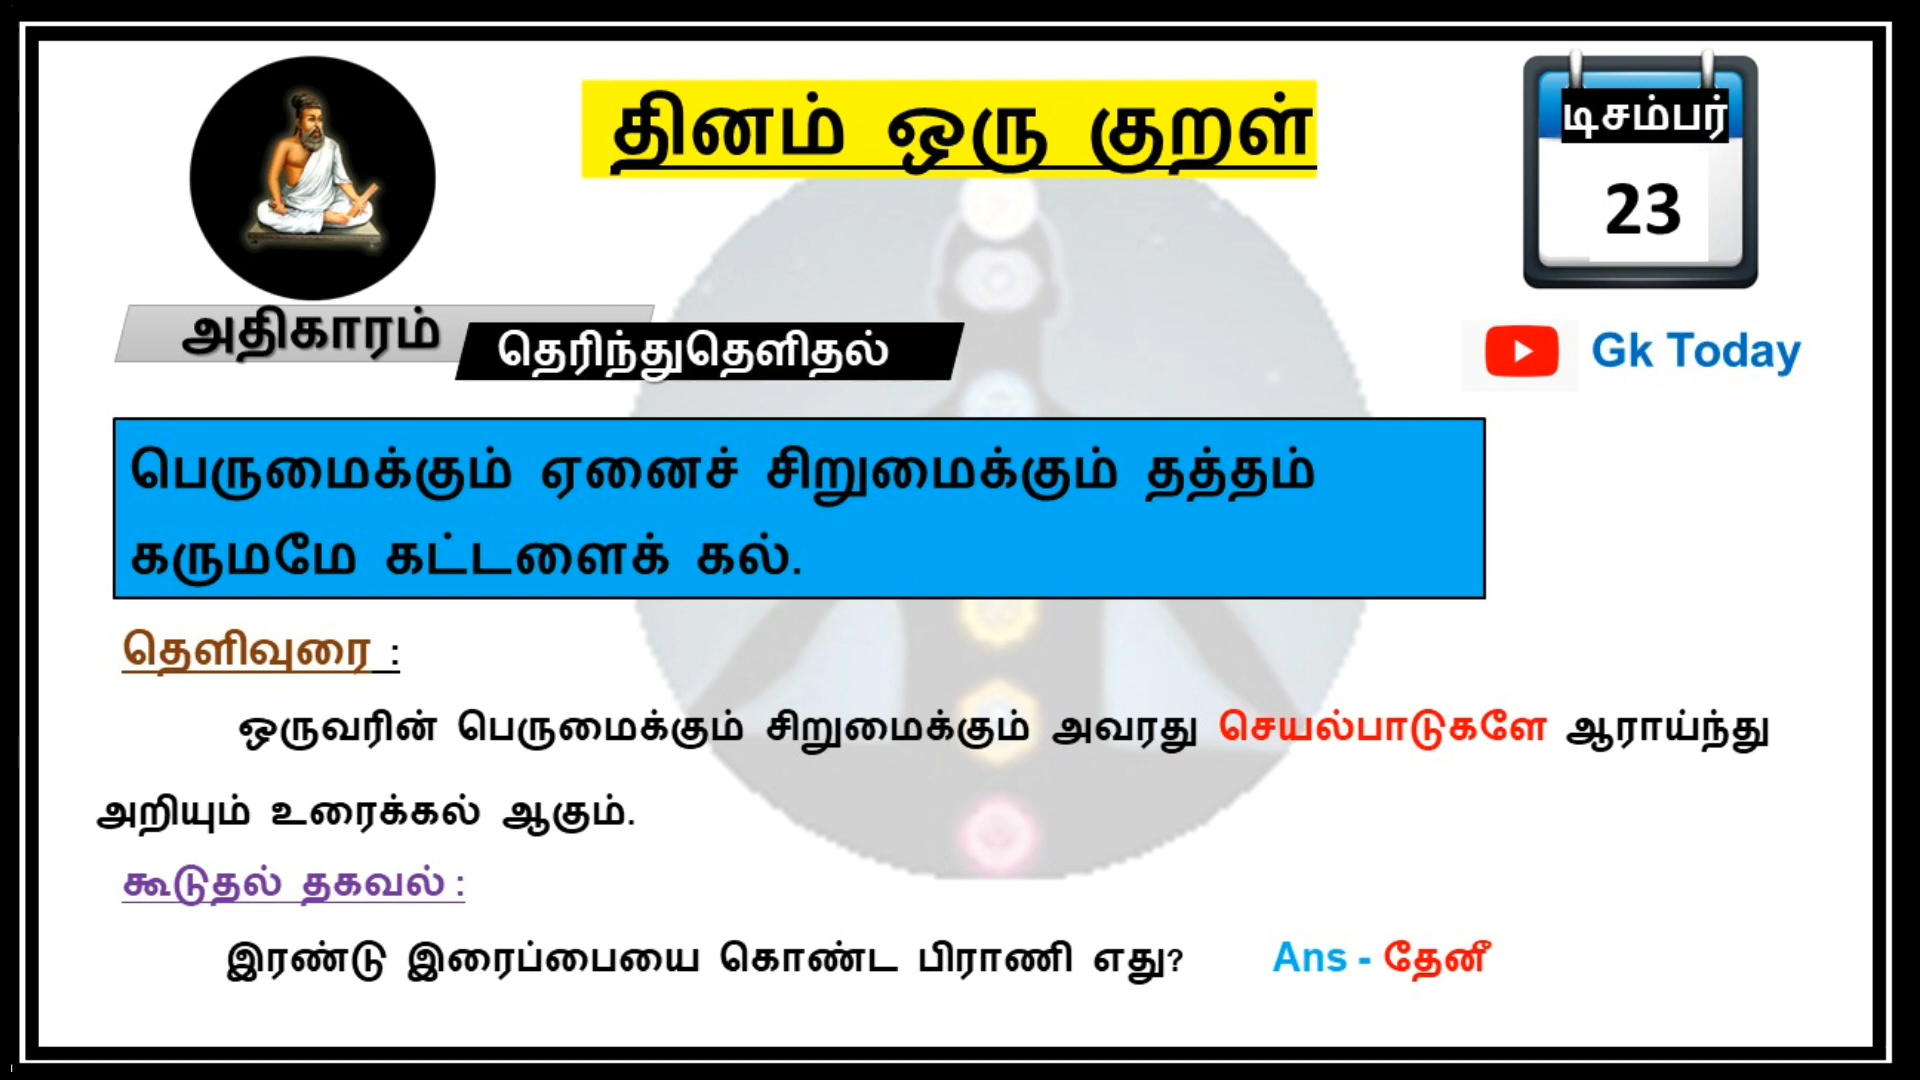 தினம் ஒரு குறள்
டிசம்பர்
23
அதிகாரம்
தெரிந்துதெளிதல்
Gk Today
பெருமைக்கும் ஏனைச் சிறுமைக்கும் தத்தம்
கருமமே கட்டளைக் கல்.
தெளிவுரை :
ஒருவரின் பெருமைக்கும் சிறுமைக்கும் அவரது செயல்பாடுகளே ஆராய்ந்து
அறியும் உரைக்கல் ஆகும்.
கூடுதல் தகவல் :
இரண்டு இரைப்பையை கொண்ட பிராணி எது? Ans - தேனீ